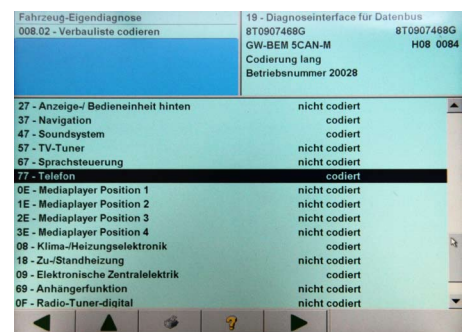 Fahrzeug-Eigendiagnose
008.02 - Verbauliste codieren
19 - Diagnoseinterface für Datenbus
8T0907468G 8T0907468G
GW-BEM 5CAN-M H08 0084
Codierung lang
Betriebsnummer 20028
27 - Anzeige-/ Bedieneinheit hinten nicht codiert
37 - Navigation codiert
47 - Soundsystem codiert
57 - TV-Tuner nicht codiert
67 - Sprachsteuerung nicht codiert
77 - Telefon codiert
0E - Mediaplayer Position 1 nicht codiert
1E - Mediaplayer Position 2 nicht codiert
2E - Mediaplayer Position 3 nicht codiert
3E - Mediaplayer Position 4 nicht codiert
08 - Klima-/Heizungselektronik codiert
18 - Zu-/Standheizung nicht codiert
09 - Elektronische Zentralelektrik codiert
69 - Anhängerfunktion nicht codiert
0F - Radio-Tuner-digital nicht codiert